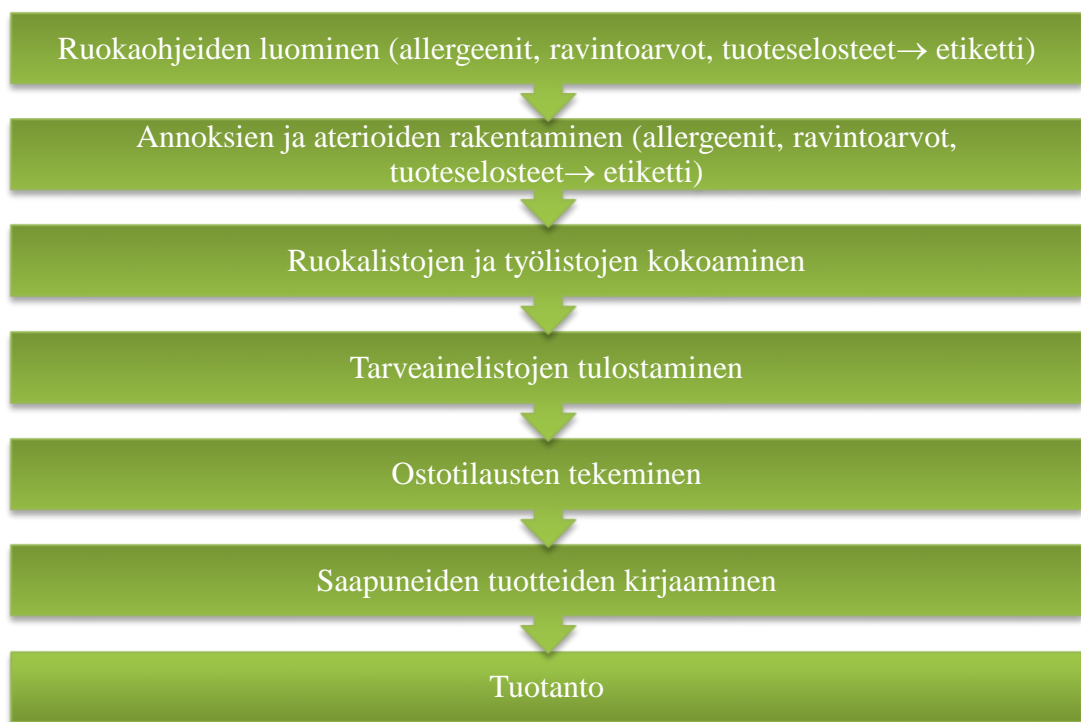 Ruokaohjeiden luominen (allergeenit, ravintoarvot, tuoteselosteet→ etiketti)
Annoksien ja aterioiden rakentaminen (allergeenit, ravintoarvot,
tuoteselosteet→ etiketti)
Ruokalistojen ja työlistojen kokoaminen
Tarveainelistojen tulostaminen
Ostotilausten tekeminen
Saapuneiden tuotteiden kirjaaminen
Tuotanto